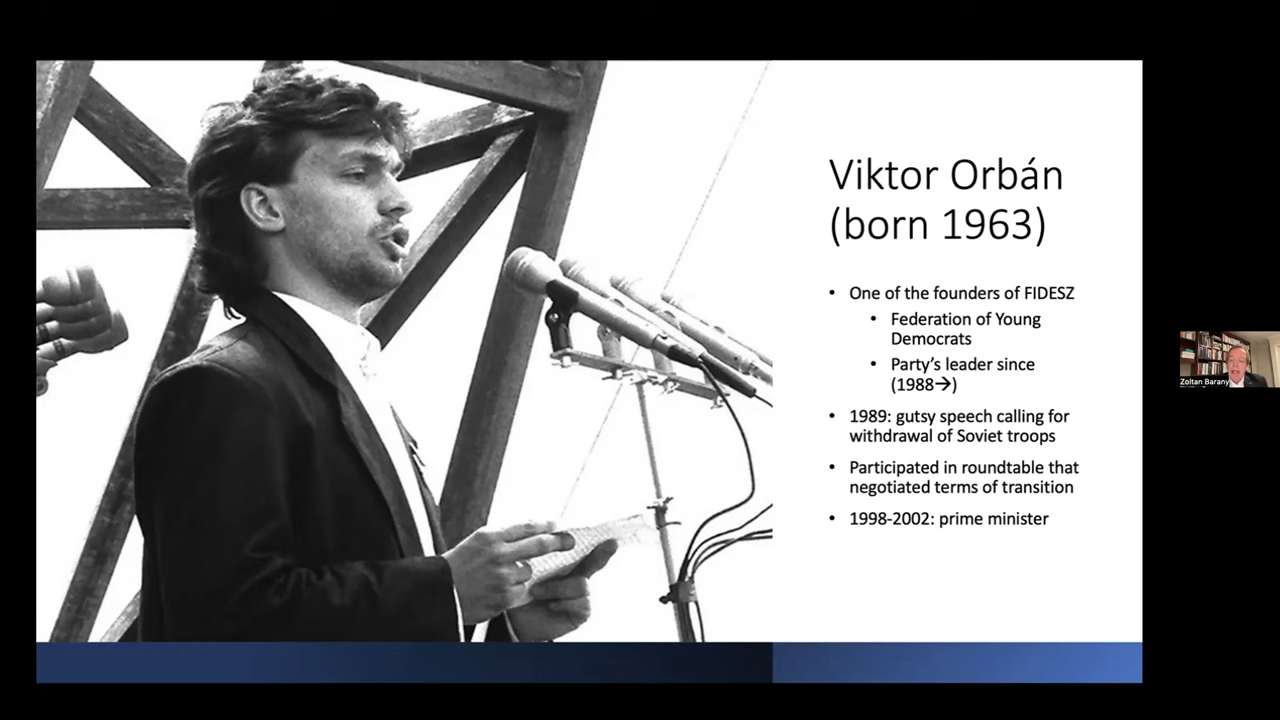 Viktor Orbán
(born 1963)
• One of the founders of FIDESZ
• Federation of Young
Democrats
• Party's leader since
(1988→)
• 1989: gutsy speech calling for
withdrawal of Soviet troops
• Participated in roundtable that
negotiated terms of transition
• 1998-2002: prime minister
Zoltan Barany